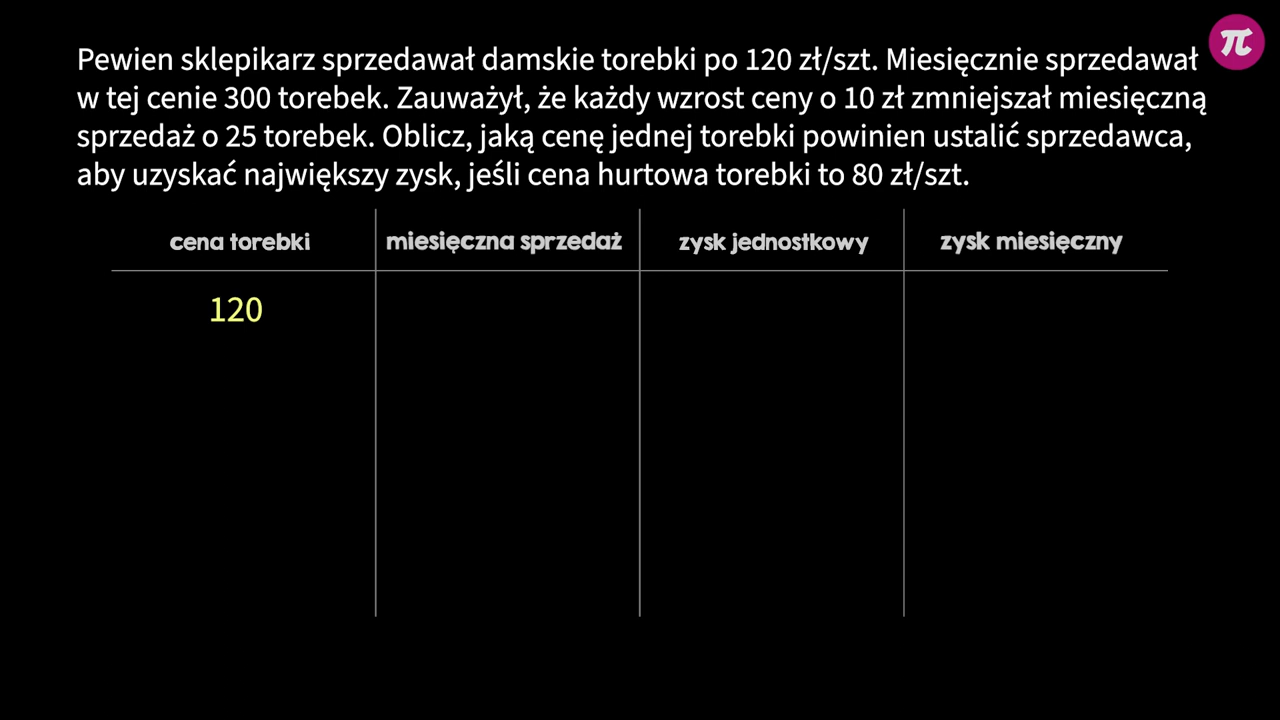 Pewien sklepikarz sprzedawał damskie torebki po 120 zł/szt. Miesięcznie sprzedawał
w tej cenie 300 torebek. Zauważył, że każdy wzrost ceny o 10 zł zmniejszał miesięczną
sprzedaż o 25 torebek. Oblicz, jaką cenę jednej torebki powinien ustalić sprzedawca,
aby uzyskać największy zysk, jeśli cena hurtowa torebki to 80 zł/szt.
cena torebki miesięczna sprzedaż zysk jednostkowy zysk miesięczny
120
π